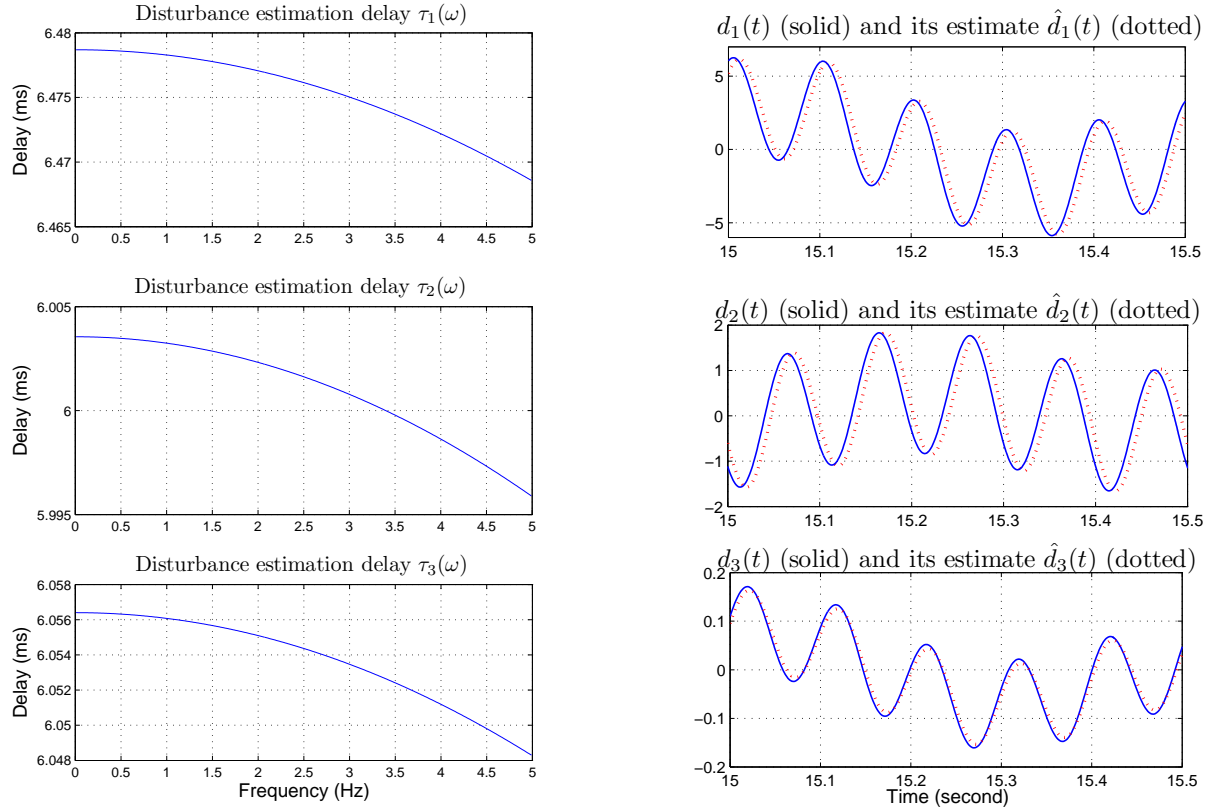 Disturbance estimation delay τ₁(ω)
6.48
6.475
6.47
6.465
Delay (ms)
0 0.5 1 1.5 2 2.5 3 3.5 4 4.5 5
Disturbance estimation delay τ₂(ω)
6.005
6
5.995
Delay (ms)
0 0.5 1 1.5 2 2.5 3 3.5 4 4.5 5
Disturbance estimation delay τ₃(ω)
6.058
6.056
6.054
6.052
6.05
6.048
Delay (ms)
0 0.5 1 1.5 2 2.5 3 3.5 4 4.5 5
Frequency (Hz)
d₁(t) (solid) and its estimate d̂₁(t) (dotted)
5
0
−5
15 15.1 15.2 15.3 15.4 15.5
d₂(t) (solid) and its estimate d̂₂(t) (dotted)
2
1
0
−1
−2
15 15.1 15.2 15.3 15.4 15.5
d₃(t) (solid) and its estimate d̂₃(t) (dotted)
0.2
0.1
0
−0.1
−0.2
15 15.1 15.2 15.3 15.4 15.5
Time (second)